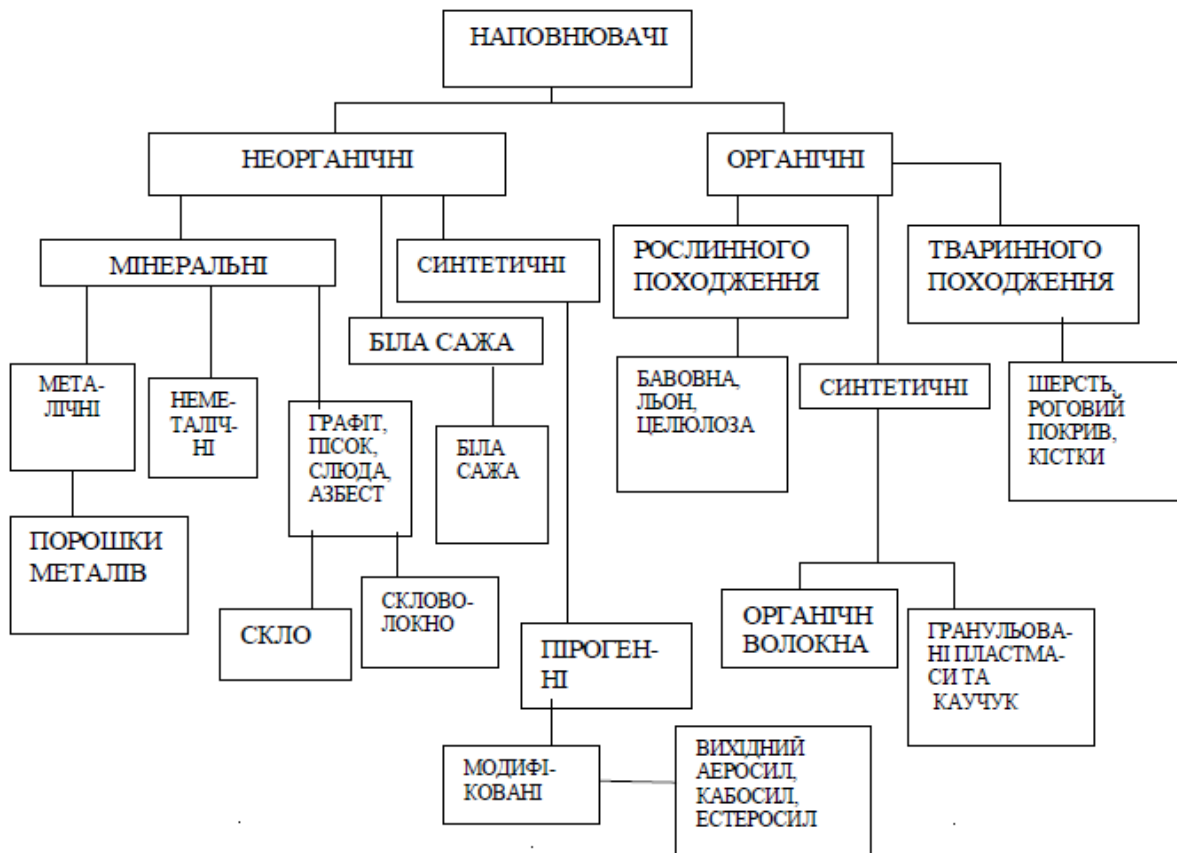 НАПОВНЮВАЧІ
НЕОРГАНІЧНІ
ОРГАНІЧНІ
МІНЕРАЛЬНІ
СИНТЕТИЧНІ
РОСЛИННОГО
ПОХОДЖЕННЯ
ТВАРИННОГО
ПОХОДЖЕННЯ
БІЛА САЖА
МЕТА-
ЛІЧНІ
НЕМЕ-
ТАЛІЧ-
НІ
ГРАФІТ,
ПІСОК,
СЛЮДА,
АЗБЕСТ
БІЛА
САЖА
БАВОВНА,
ЛЬОН,
ЦЕЛЮЛОЗА
СИНТЕТИЧНІ
ШЕРСТЬ,
РОГОВИЙ
ПОКРИВ,
КІСТКИ
ПОРОШКИ
МЕТАЛІВ
СКЛО
СКЛОВО-
ЛОКНО
ПІРОГЕН-
НІ
ОРГАНІЧН
ВОЛОКНА
ГРАНУЛЬОВА-
НІ ПЛАСТМА-
СИ ТА
КАУЧУК
МОДИФІ-
КОВАНІ
ВИХІДНИЙ
АЕРОСИЛ,
КАБОСИЛ,
ЕСТЕРОСИЛ